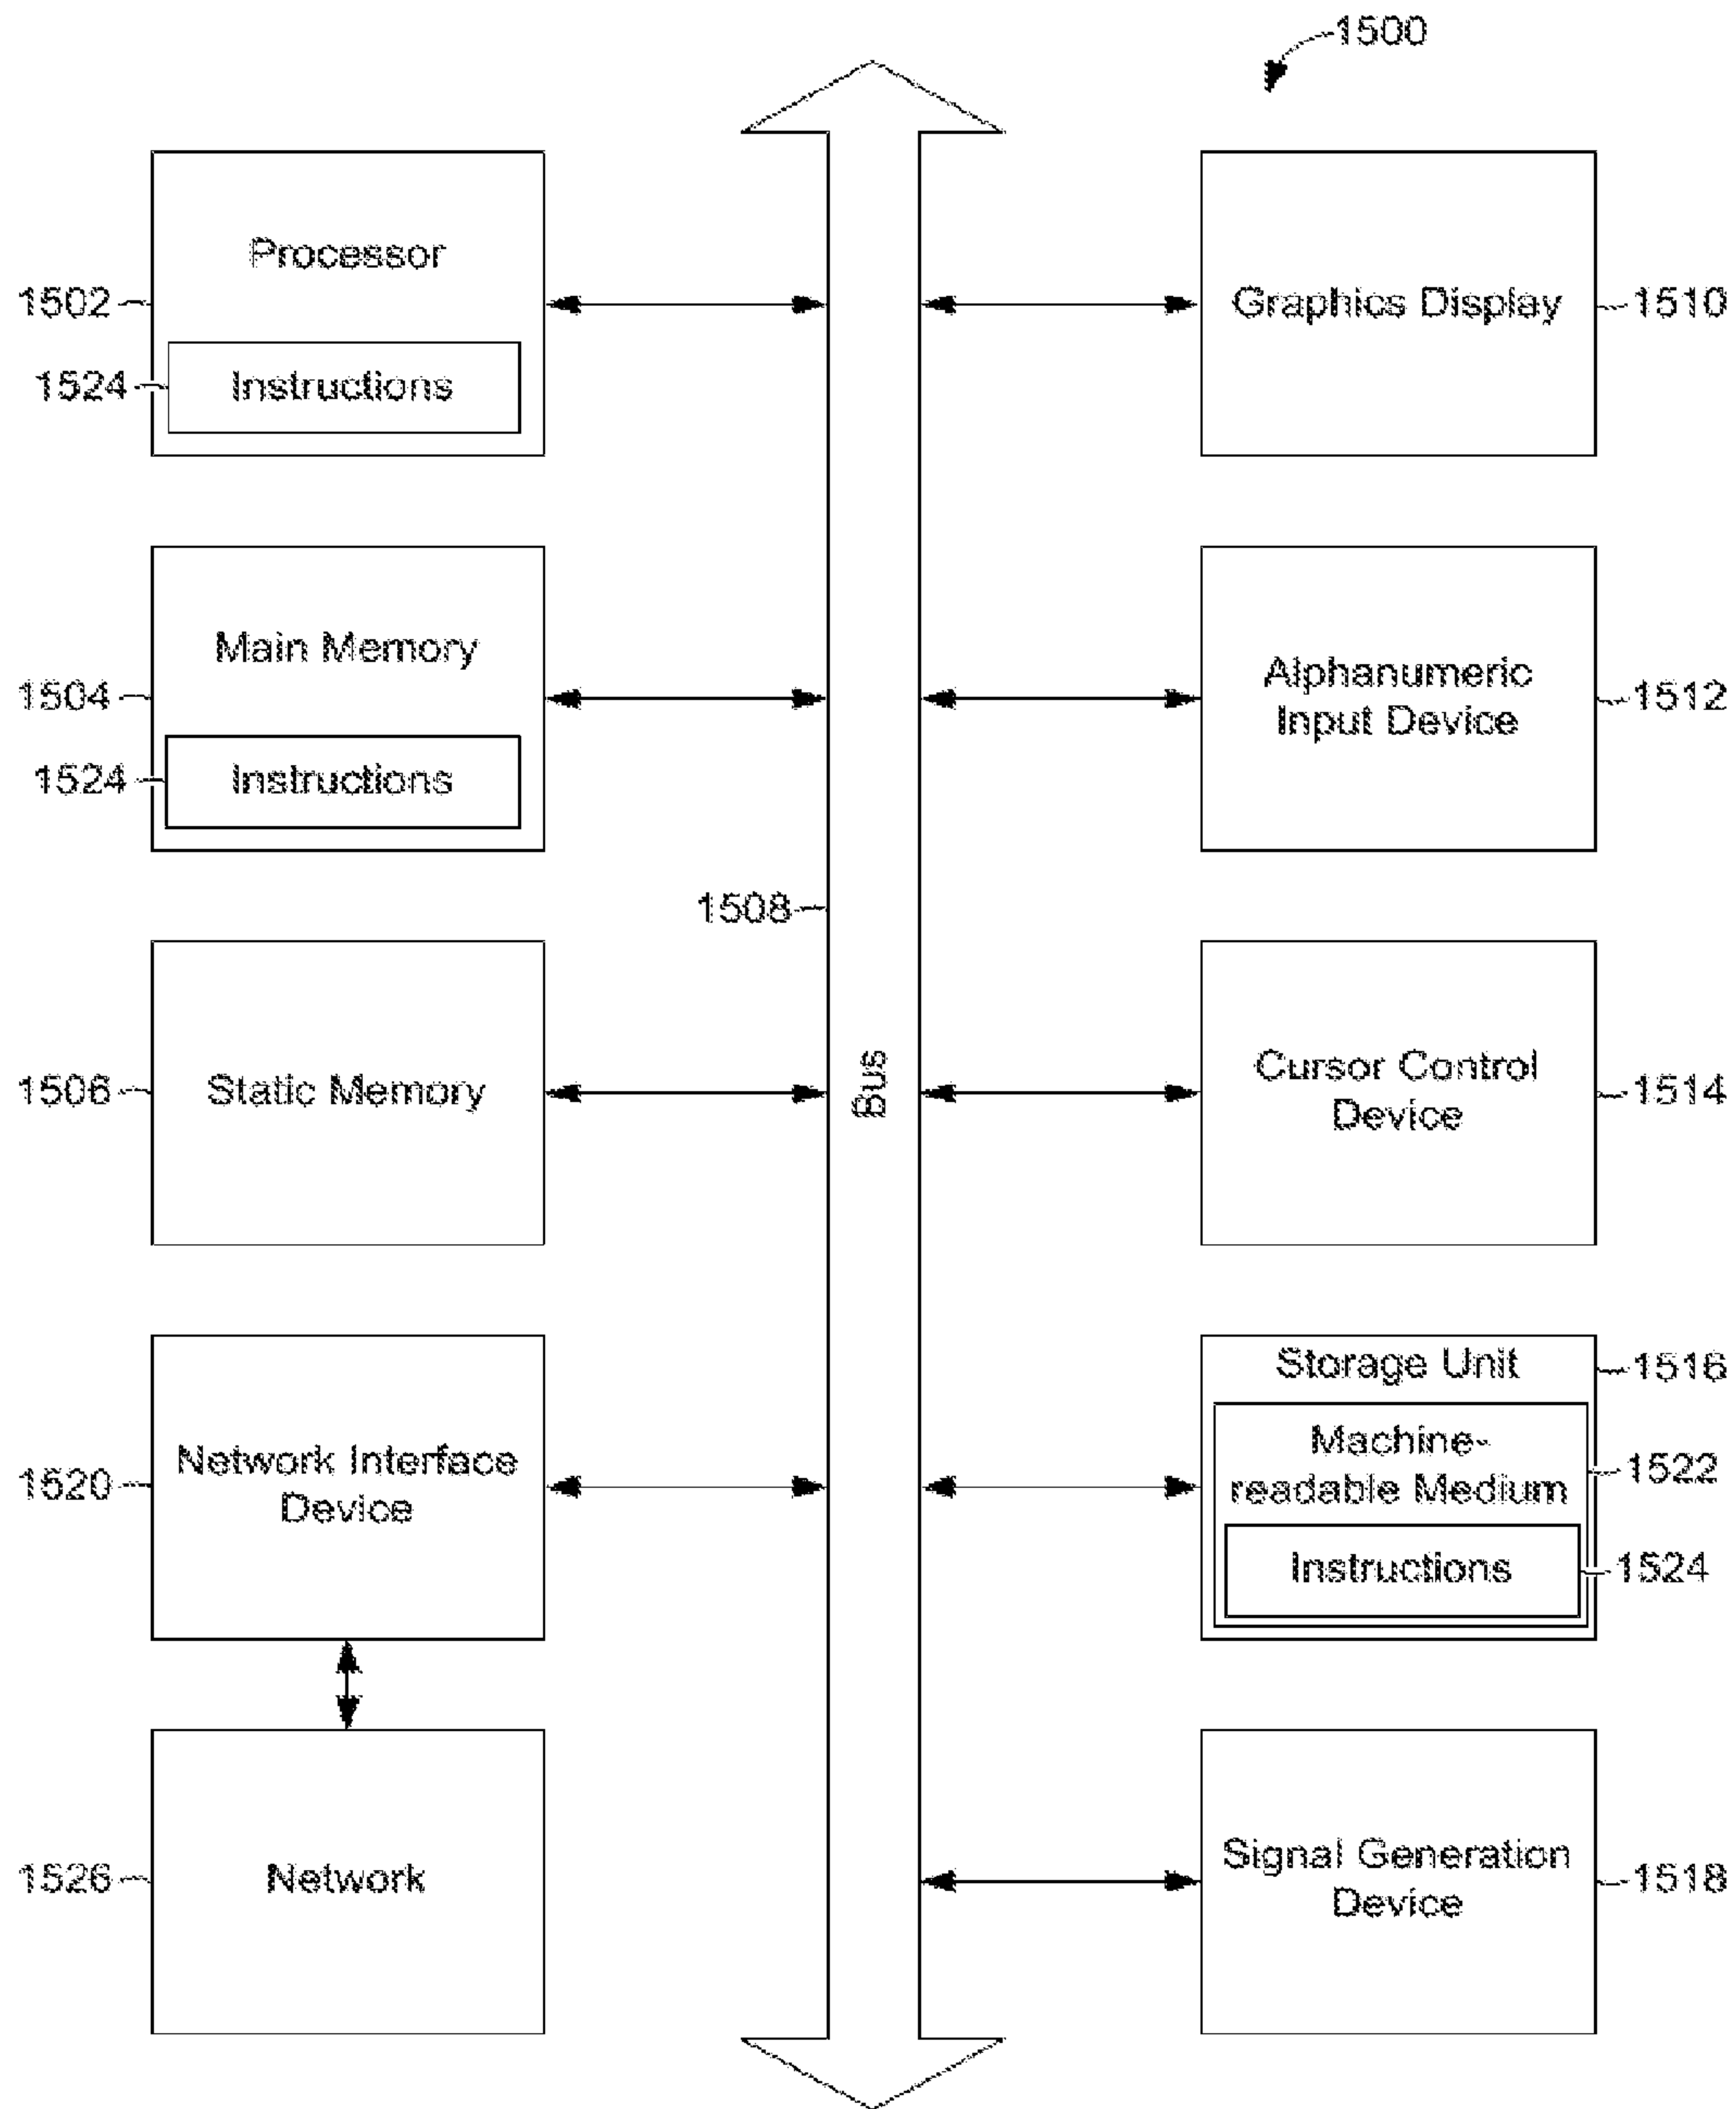 1500
Processor
1502
1524
Instructions
Graphics Display
1510
Main Memory
1504
1524
Instructions
Alphanumeric
Input Device
1512
1508
Bus
Static Memory
1506
Cursor Control
Device
1514
Network Interface
Device
1520
Storage Unit
1516
Machine-
readable Medium
1522
Instructions
1524
Network
1526
Signal Generation
Device
1518